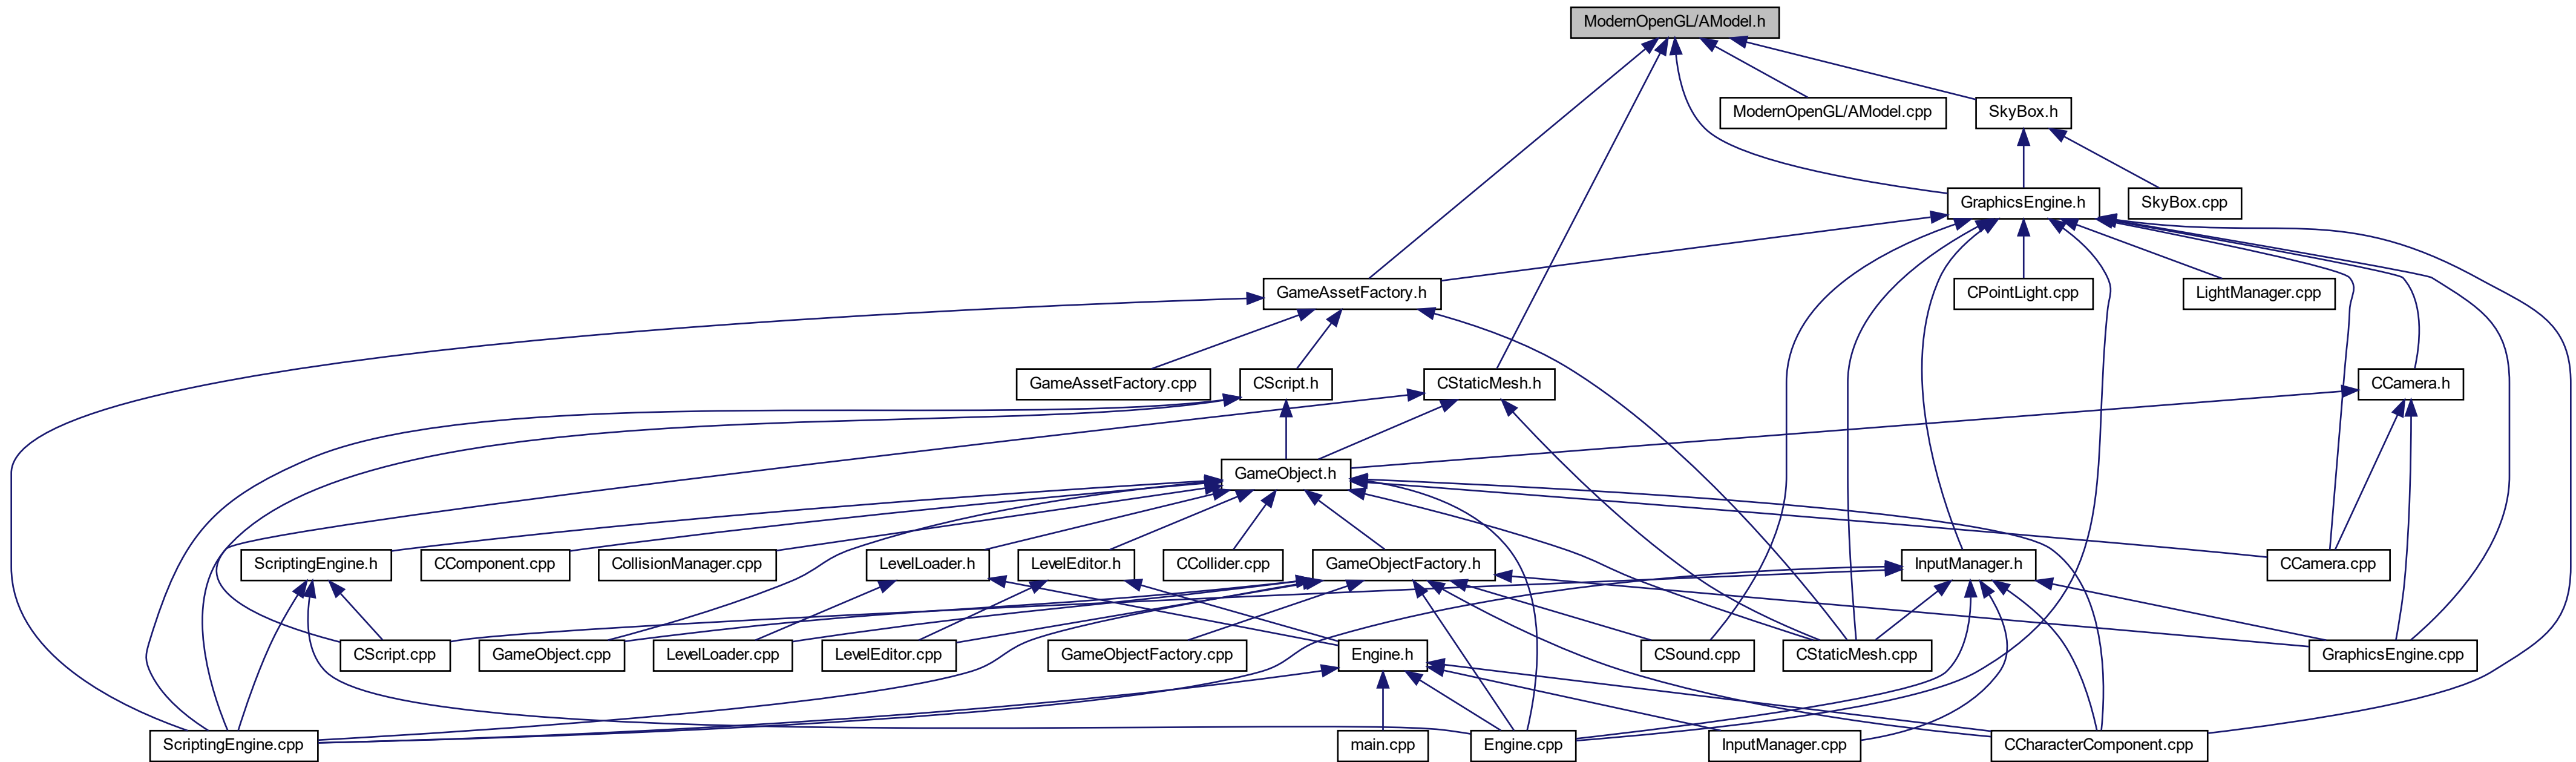 ModernOpenGL/AModel.h
ModernOpenGL/AModel.cpp
SkyBox.h
GraphicsEngine.h
SkyBox.cpp
GameAssetFactory.h
CPointLight.cpp
LightManager.cpp
GameAssetFactory.cpp
CScript.h
CStaticMesh.h
CCamera.h
GameObject.h
ScriptingEngine.h
CComponent.cpp
CollisionManager.cpp
LevelLoader.h
LevelEditor.h
CCollider.cpp
GameObjectFactory.h
InputManager.h
CCamera.cpp
CScript.cpp
GameObject.cpp
LevelLoader.cpp
LevelEditor.cpp
GameObjectFactory.cpp
Engine.h
CSound.cpp
CStaticMesh.cpp
GraphicsEngine.cpp
ScriptingEngine.cpp
main.cpp
Engine.cpp
InputManager.cpp
CCharacterComponent.cpp